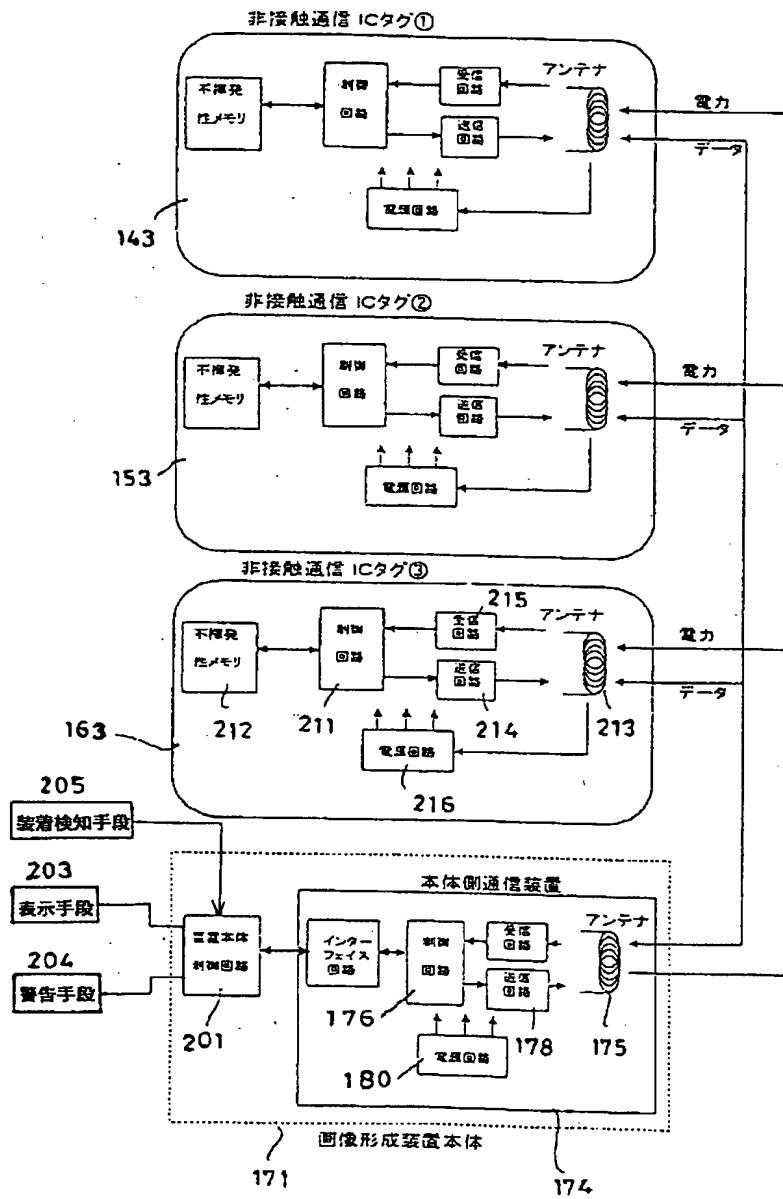 非接触通信 ICタグ①
不揮発
性メモリ
制御
回路
受信
回路
送信
回路
アンテナ
電源回路
電力
データ
143
非接触通信 ICタグ②
不揮発
性メモリ
制御
回路
受信
回路
送信
回路
アンテナ
電源回路
電力
データ
153
非接触通信 ICタグ③
不揮発
性メモリ
212
制御
回路
211
受信
回路
215
送信
回路
214
アンテナ
213
電源回路
216
電力
データ
163
205
装着検知手段
203
表示手段
204
警告手段
装置本体
制御回路
201
本体側通信装置
インター
フェイス
回路
制御
回路
176
受信
回路
送信
回路
178
アンテナ
175
電源回路
180
画像形成装置本体
171
174